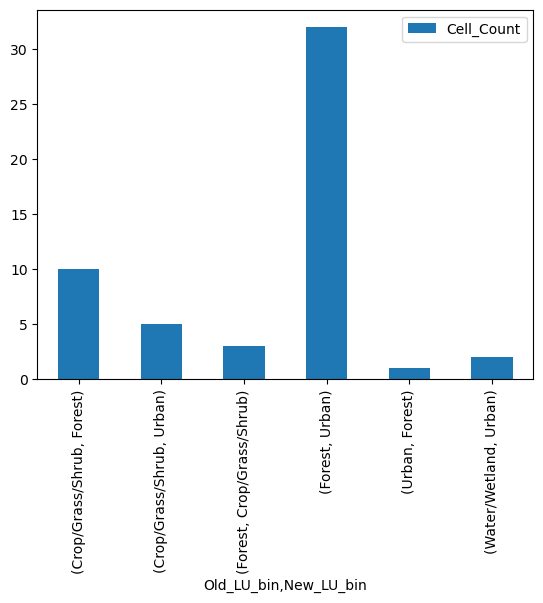 Cell_Count
30
25
20
15
10
5
0
(Crop/Grass/Shrub, Forest)
(Crop/Grass/Shrub, Urban)
(Forest, Crop/Grass/Shrub)
(Forest, Urban)
(Urban, Forest)
(Water/Wetland, Urban)
Old_LU_bin,New_LU_bin